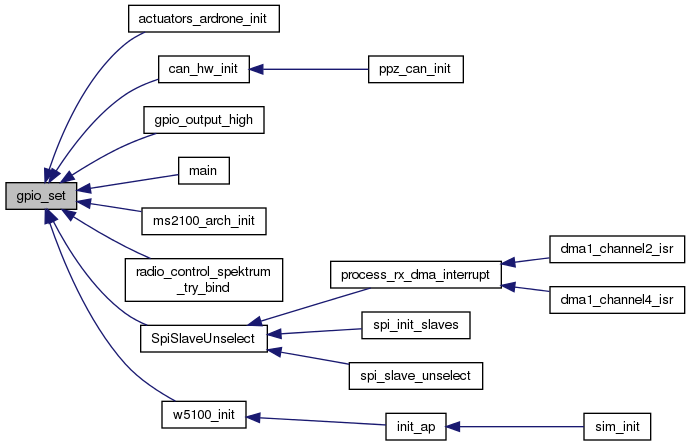 actuators_ardrone_init
can_hw_init
ppz_can_init
gpio_output_high
main
gpio_set
ms2100_arch_init
radio_control_spektrum
_try_bind
process_rx_dma_interrupt
dma1_channel2_isr
dma1_channel4_isr
SpiSlaveUnselect
spi_init_slaves
spi_slave_unselect
w5100_init
init_ap
sim_init